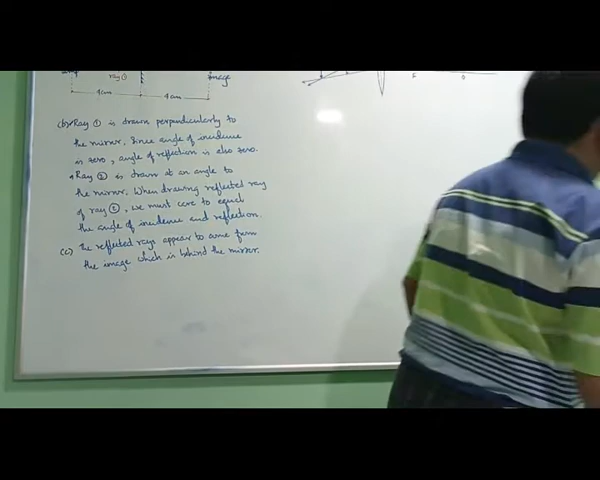 ray ①
image
4cm
4cm
(b) Ray ① is drawn perpendicularly to
the mirror. Since angle of incidence
is zero, angle of reflection is also zero.
Ray ② is drawn at an angle to
the mirror. When drawing reflected ray
of ray ②, we must care to equal
the angle of incidence and reflection.
(c) The reflected rays appear to come from
the image which is behind the mirror.
F
O